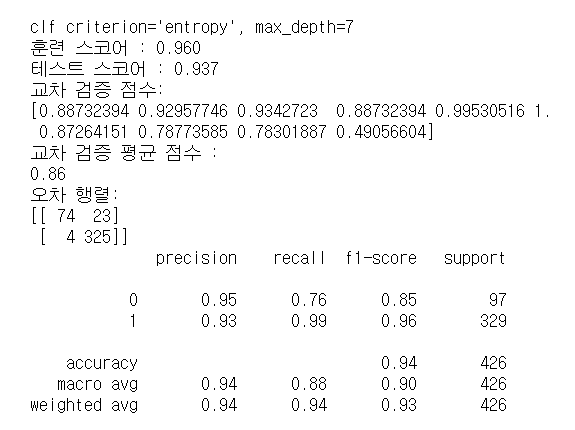 clf criterion='entropy', max_depth=7
훈련 스코어 : 0.960
테스트 스코어 : 0.937
교차 검증 점수:
[0.88732394 0.92957746 0.9342723  0.88732394 0.99530516 1.
 0.87264151 0.78773585 0.78301887 0.49056604]
교차 검증 평균 점수 :
0.86
오차 행렬:
[[ 74  23]
 [  4 325]]
              precision    recall  f1-score   support

           0       0.95      0.76      0.85        97
           1       0.93      0.99      0.96       329

    accuracy                           0.94       426
   macro avg       0.94      0.88      0.90       426
weighted avg       0.94      0.94      0.93       426